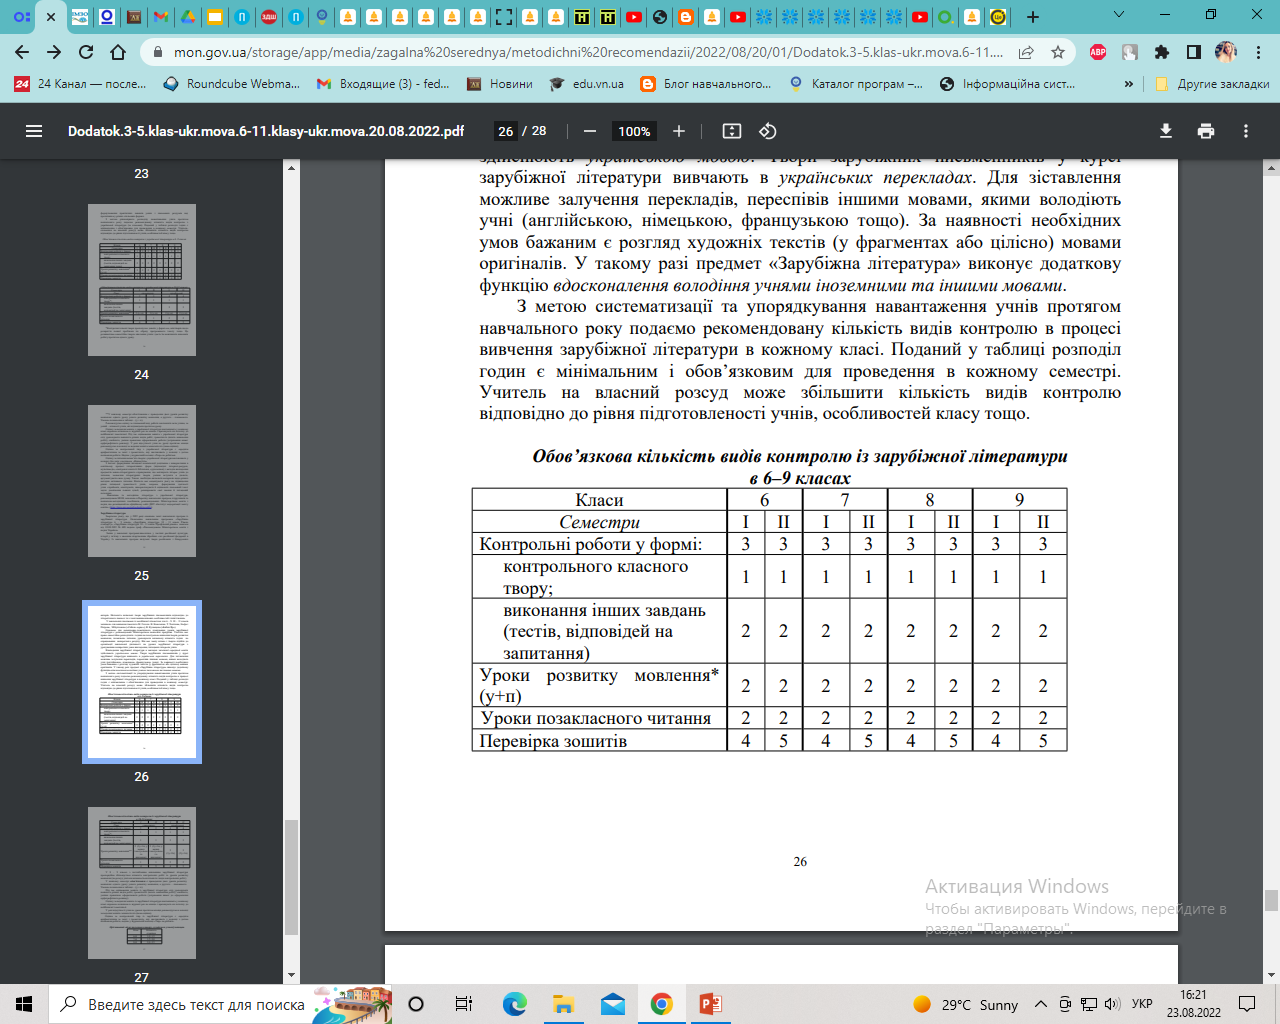 mon.gov.ua/storage/app/media/zagalna%20serednya/metodichni%20recomendazii/2022/08/20/01/Dodatok.3-5.klas-ukr.mova.6-11....
24 Канал — после...
Roundcube Webma...
Входящие (3) - fed...
Новини
edu.vn.ua
Блог навчального...
Каталог програм –...
Інформаційна сист...
»
Другие закладки
Dodatok.3-5.klas-ukr.mova.6-11.klasy-ukr.mova.20.08.2022.pdf
26 / 28
100%
23
24
25
26
27
здійснюють українською мовою. Твори зарубіжних письменників у курсі
зарубіжної літератури вивчають в українських перекладах. Для зіставлення
можливе залучення перекладів, переспівів іншими мовами, якими володіють
учні (англійською, німецькою, французькою тощо). За наявності необхідних
умов бажаним є розгляд художніх текстів (у фрагментах або цілісно) мовами
оригіналів. У такому разі предмет «Зарубіжна література» виконує додаткову
функцію вдосконалення володіння учнями іноземними та іншими мовами.
З метою систематизації та упорядкування навантаження учнів протягом
навчального року подаємо рекомендовану кількість видів контролю в процесі
вивчення зарубіжної літератури в кожному класі. Поданий у таблиці розподіл
годин є мінімальним і обов’язковим для проведення в кожному семестрі.
Учитель на власний розсуд може збільшити кількість видів контролю
відповідно до рівня підготовленості учнів, особливостей класу тощо.
Обов’язкова кількість видів контролю із зарубіжної літератури
в 6–9 класах
Класи 6 7 8 9
Семестри І ІІ І ІІ І ІІ І ІІ
Контрольні роботи у формі: 3 3 3 3 3 3 3 3
контрольного класного
твору; 1 1 1 1 1 1 1 1
виконання інших завдань
(тестів, відповідей на
запитання) 2 2 2 2 2 2 2 2
Уроки розвитку мовлення*
(у+п) 2 2 2 2 2 2 2 2
Уроки позакласного читання 2 2 2 2 2 2 2 2
Перевірка зошитів 4 5 4 5 4 5 4 5
26
Активация Windows
Чтобы активировать Windows, перейдите в
раздел "Параметры".
Введите здесь текст для поиска
29°C Sunny
УКР
16:21
23.08.2022